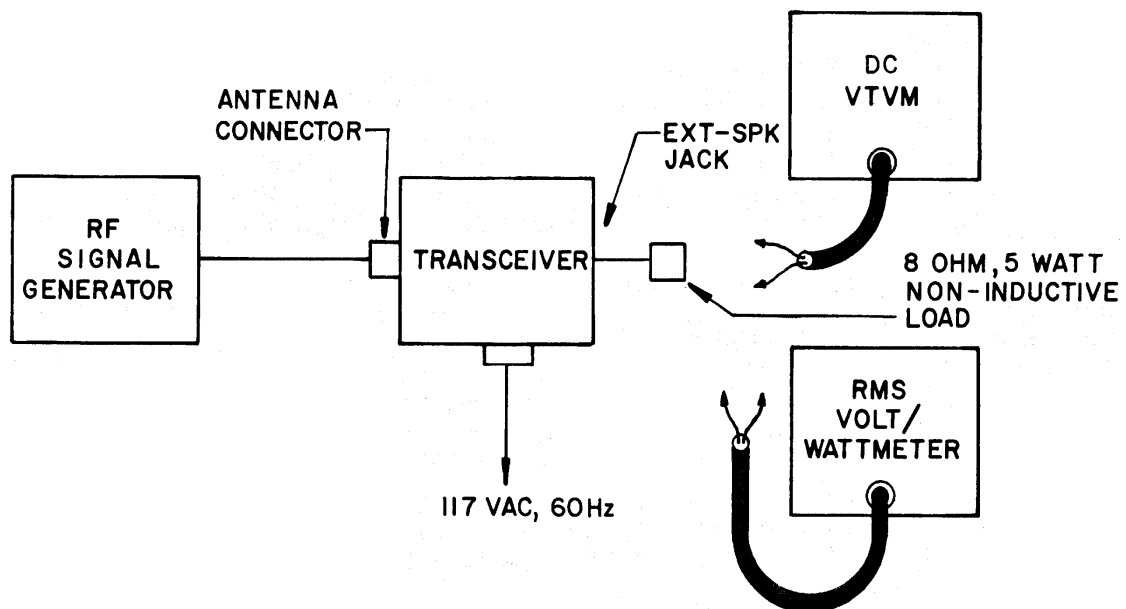 DC
VTVM
ANTENNA
CONNECTOR
EXT-SPK
JACK
RF
SIGNAL
GENERATOR
TRANSCEIVER
8 OHM, 5 WATT
NON-INDUCTIVE
LOAD
RMS
VOLT/
WATTMETER
117 VAC, 60Hz